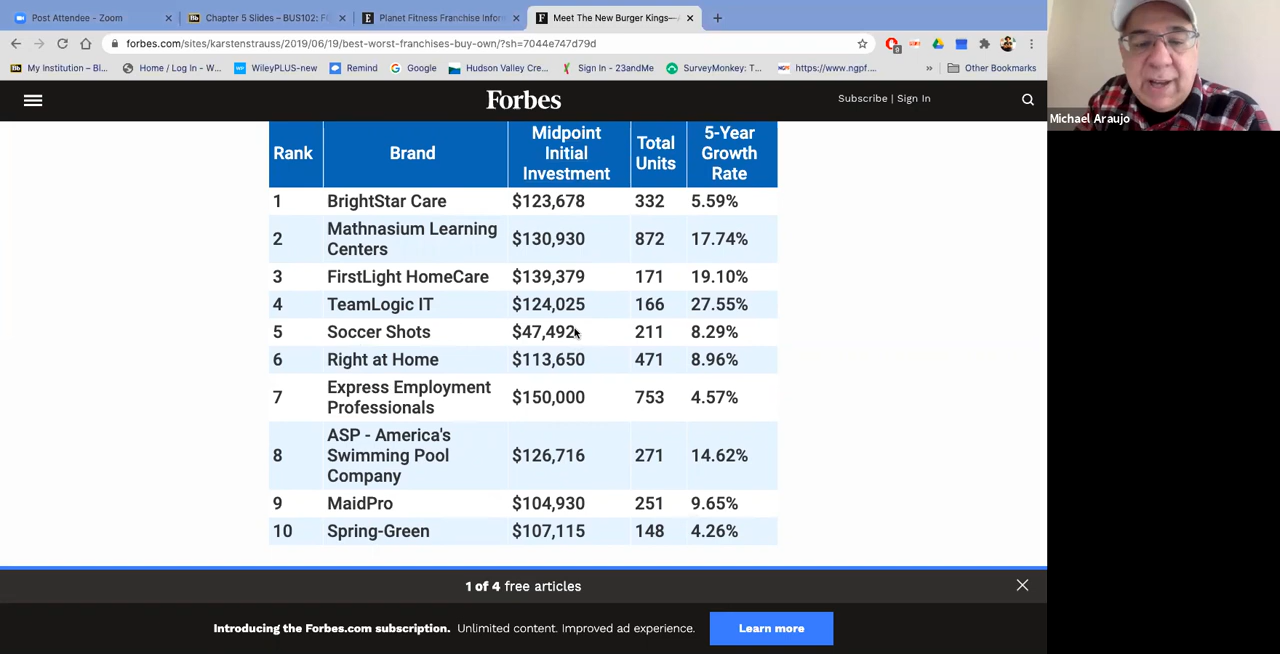 Post Attendee - Zoom
Chapter 5 Slides – BUS102: F
Planet Fitness Franchise Infor
Meet The New Burger Kings—
forbes.com/sites/karstenstrauss/2019/06/19/best-worst-franchises-buy-own/?sh=7044e747d79d
My Institution – Bl...
Home / Log In - W...
WileyPLUS-new
Remind
Google
Hudson Valley Cre...
Sign In - 23andMe
SurveyMonkey: T...
https://www.ngpf....
»
Other Bookmarks
Forbes
Subscribe | Sign In
Michael Araujo
Rank Brand Midpoint Initial Investment Total Units 5-Year Growth Rate
1 BrightStar Care $123,678 332 5.59%
2 Mathnasium Learning Centers $130,930 872 17.74%
3 FirstLight HomeCare $139,379 171 19.10%
4 TeamLogic IT $124,025 166 27.55%
5 Soccer Shots $47,492 211 8.29%
6 Right at Home $113,650 471 8.96%
7 Express Employment Professionals $150,000 753 4.57%
8 ASP - America's Swimming Pool Company $126,716 271 14.62%
9 MaidPro $104,930 251 9.65%
10 Spring-Green $107,115 148 4.26%
1 of 4 free articles
Introducing the Forbes.com subscription. Unlimited content. Improved ad experience.
Learn more